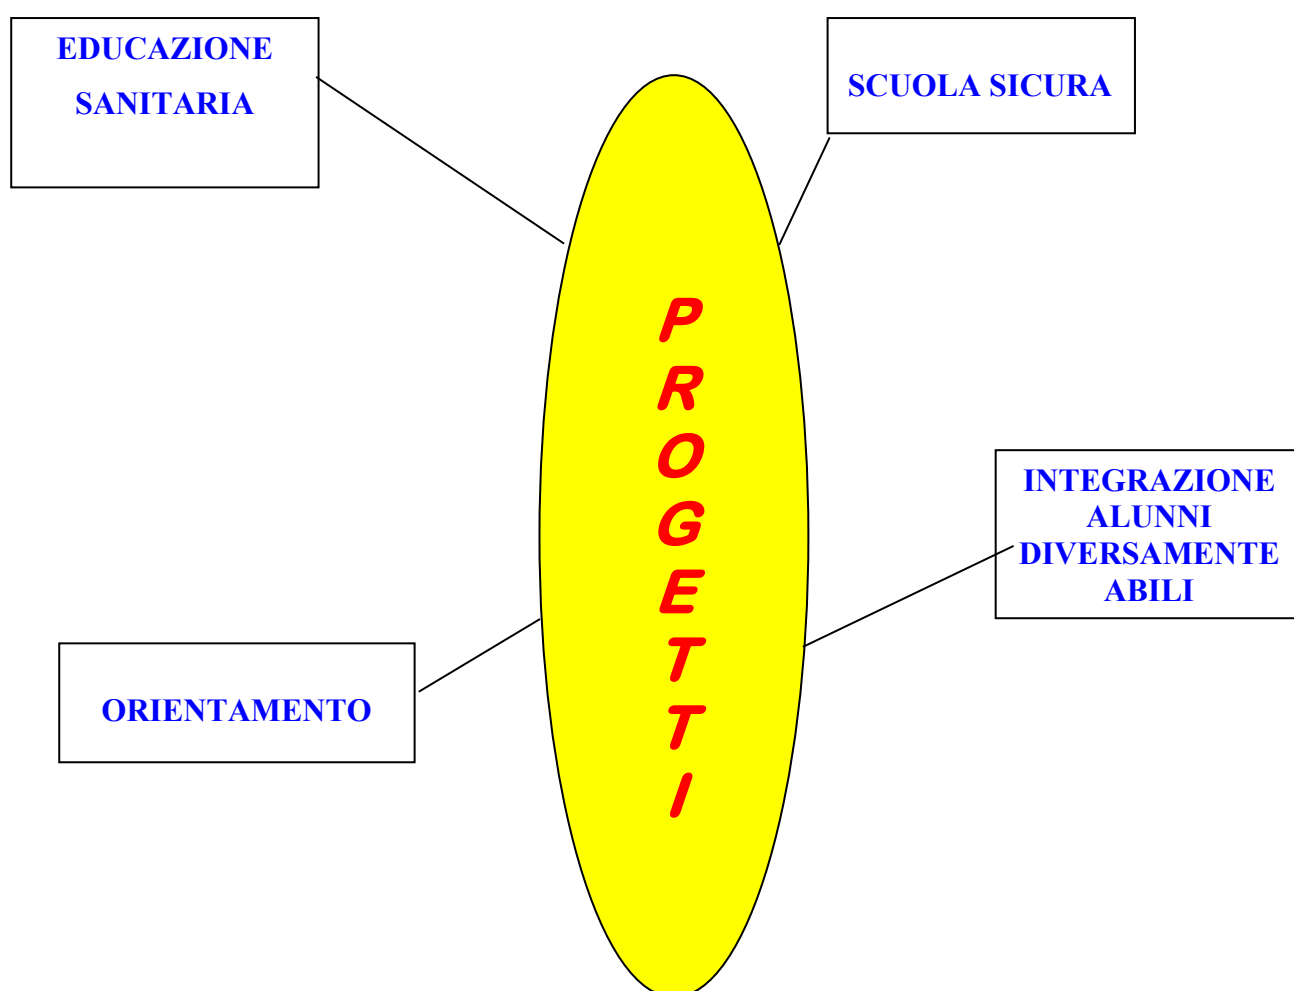 EDUCAZIONE
SANITARIA
SCUOLA SICURA
P
R
O
G
E
T
T
I
INTEGRAZIONE
ALUNNI
DIVERSAMENTE
ABILI
ORIENTAMENTO